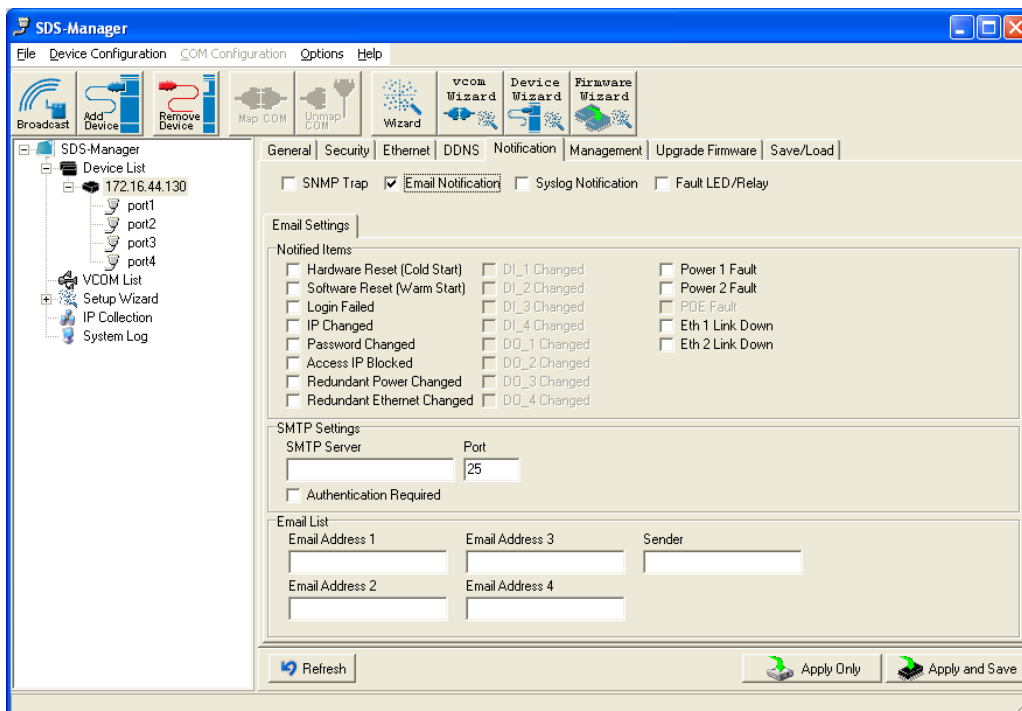 SDS-Manager
File Device Configuration COM Configuration Options Help
Broadcast
Add Device
Remove Device
Map COM
Unmap COM
Wizard
vcom Wizard
Device Wizard
Firmware Wizard
SDS-Manager
Device List
172.16.44.130
port1
port2
port3
port4
VCOM List
Setup Wizard
IP Collection
System Log
General Security Ethernet DDNS Notification Management Upgrade Firmware Save/Load
SNMP Trap Email Notification Syslog Notification Fault LED/Relay
Email Settings
Notified Items
Hardware Reset (Cold Start) DI_1 Changed Power 1 Fault
Software Reset (Warm Start) DI_2 Changed Power 2 Fault
Login Failed DI_3 Changed POE Fault
IP Changed DI_4 Changed Eth 1 Link Down
Password Changed DO_1 Changed Eth 2 Link Down
Access IP Blocked DO_2 Changed
Redundant Power Changed DO_3 Changed
Redundant Ethernet Changed DO_4 Changed
SMTP Settings
SMTP Server Port
25
Authentication Required
Email List
Email Address 1 Email Address 3 Sender
Email Address 2 Email Address 4
Refresh Apply Only Apply and Save